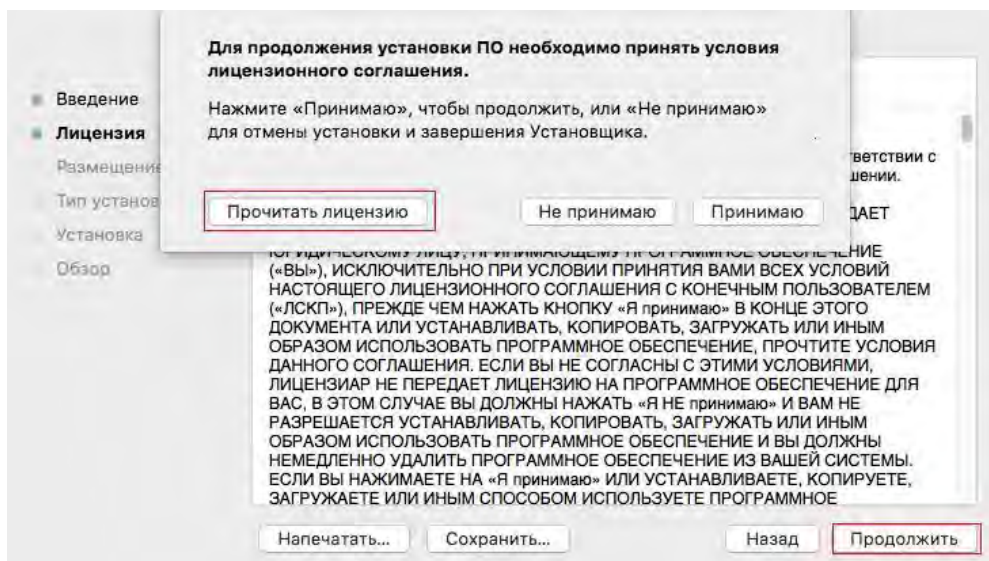 Для продолжения установки ПО необходимо принять условия
лицензионного соглашения.
Нажмите «Принимаю», чтобы продолжить, или «Не принимаю»
для отмены установки и завершения Установщика.
Прочитать лицензию
Не принимаю
Принимаю
Введение
Лицензия
Размещение
Тип установ
Установка
Обзор
ветствии с
шении.
ДАЕТ
ЮРИДИЧЕСКОМУ ЛИЦУ, ПРИНИМАЮЩЕМУ ПРОГРАММНОЕ ОБЕСПЕЧЕНИЕ
(«ВЫ»), ИСКЛЮЧИТЕЛЬНО ПРИ УСЛОВИИ ПРИНЯТИЯ ВАМИ ВСЕХ УСЛОВИЙ
НАСТОЯЩЕГО ЛИЦЕНЗИОННОГО СОГЛАШЕНИЯ С КОНЕЧНЫМ ПОЛЬЗОВАТЕЛЕМ
(«ЛСКП»), ПРЕЖДЕ ЧЕМ НАЖАТЬ КНОПКУ «Я принимаю» В КОНЦЕ ЭТОГО
ДОКУМЕНТА ИЛИ УСТАНАВЛИВАТЬ, КОПИРОВАТЬ, ЗАГРУЖАТЬ ИЛИ ИНЫМ
ОБРАЗОМ ИСПОЛЬЗОВАТЬ ПРОГРАММНОЕ ОБЕСПЕЧЕНИЕ, ПРОЧТИТЕ УСЛОВИЯ
ДАННОГО СОГЛАШЕНИЯ. ЕСЛИ ВЫ НЕ СОГЛАСНЫ С ЭТИМИ УСЛОВИЯМИ,
ЛИЦЕНЗИАР НЕ ПЕРЕДАЕТ ЛИЦЕНЗИЮ НА ПРОГРАММНОЕ ОБЕСПЕЧЕНИЕ ДЛЯ
ВАС, В ЭТОМ СЛУЧАЕ ВЫ ДОЛЖНЫ НАЖАТЬ «Я НЕ принимаю» И ВАМ НЕ
РАЗРЕШАЕТСЯ УСТАНАВЛИВАТЬ, КОПИРОВАТЬ, ЗАГРУЖАТЬ ИЛИ ИНЫМ
ОБРАЗОМ ИСПОЛЬЗОВАТЬ ПРОГРАММНОЕ ОБЕСПЕЧЕНИЕ И ВЫ ДОЛЖНЫ
НЕМЕДЛЕННО УДАЛИТЬ ПРОГРАММНОЕ ОБЕСПЕЧЕНИЕ ИЗ ВАШЕЙ СИСТЕМЫ.
ЕСЛИ ВЫ НАЖИМАЕТЕ НА «Я принимаю» ИЛИ УСТАНАВЛИВАЕТЕ, КОПИРУЕТЕ,
ЗАГРУЖАЕТЕ ИЛИ ИНЫМ СПОСОБОМ ИСПОЛЬЗУЕТЕ ПРОГРАММНОЕ
Напечатать...
Сохранить...
Назад
Продолжить